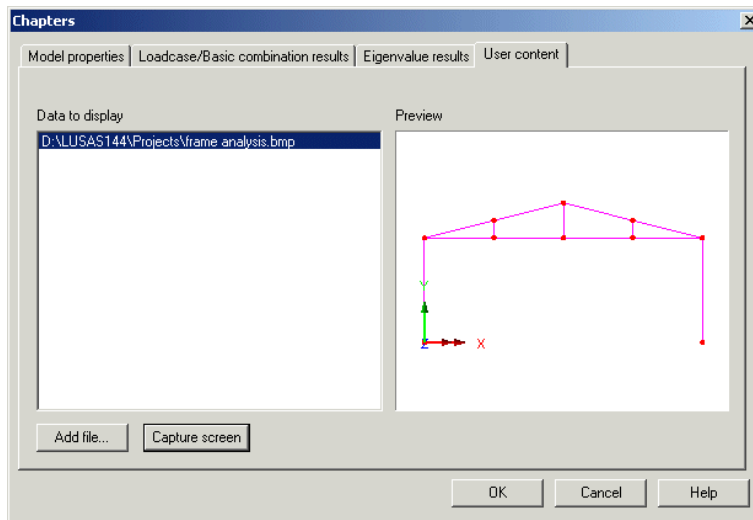 Chapters
Model properties Loadcase/Basic combination results Eigenvalue results User content
Data to display Preview
D:\LUSAS144\Projects\frame analysis.bmp
Y
Z X
Add file... Capture screen
OK Cancel Help